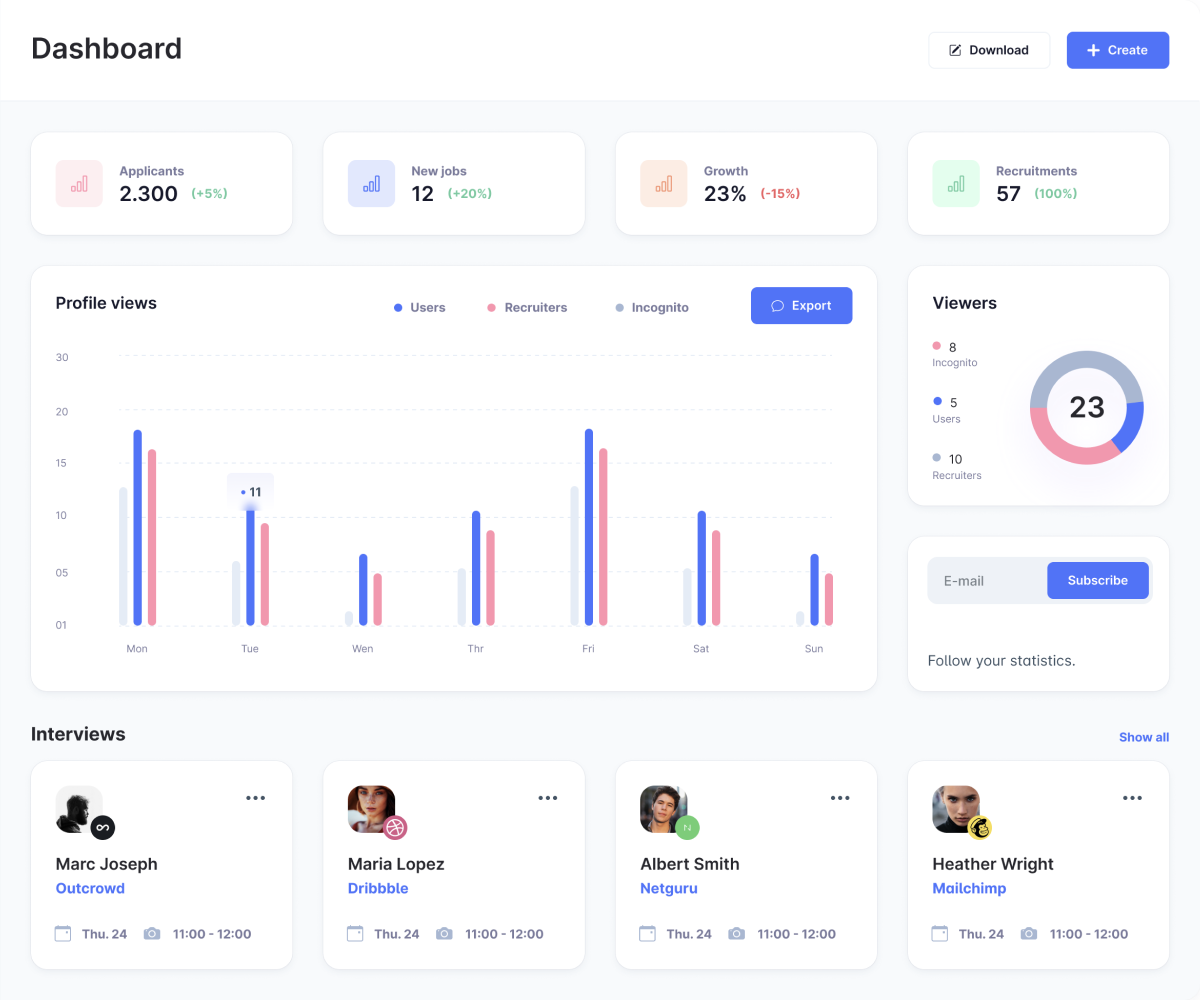 Dashboard
Download
Create
Applicants
2.300 (+5%)
New jobs
12 (+20%)
Growth
23% (-15%)
Recruitments
57 (100%)
Profile views
Users
Recruiters
Incognito
Export
30
20
15
10
05
01
11
Mon
Tue
Wen
Thr
Fri
Sat
Sun
Viewers
8
Incognito
5
Users
10
Recruiters
23
E-mail
Subscribe
Follow your statistics.
Interviews
Show all
Marc Joseph
Outcrowd
Thu. 24 11:00 - 12:00
Maria Lopez
Dribbble
Thu. 24 11:00 - 12:00
Albert Smith
Netguru
Thu. 24 11:00 - 12:00
Heather Wright
Mailchimp
Thu. 24 11:00 - 12:00